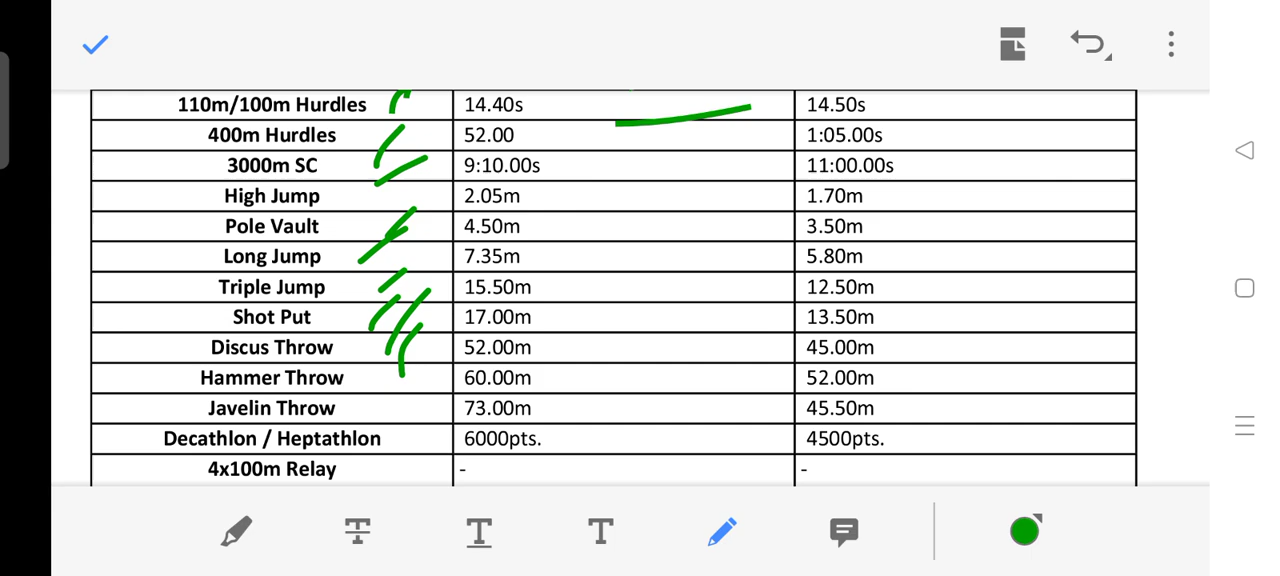 110m/100m Hurdles 14.40s 14.50s
400m Hurdles 52.00 1:05.00s
3000m SC 9:10.00s 11:00.00s
High Jump 2.05m 1.70m
Pole Vault 4.50m 3.50m
Long Jump 7.35m 5.80m
Triple Jump 15.50m 12.50m
Shot Put 17.00m 13.50m
Discus Throw 52.00m 45.00m
Hammer Throw 60.00m 52.00m
Javelin Throw 73.00m 45.50m
Decathlon / Heptathlon 6000pts. 4500pts.
4x100m Relay - -
T T T